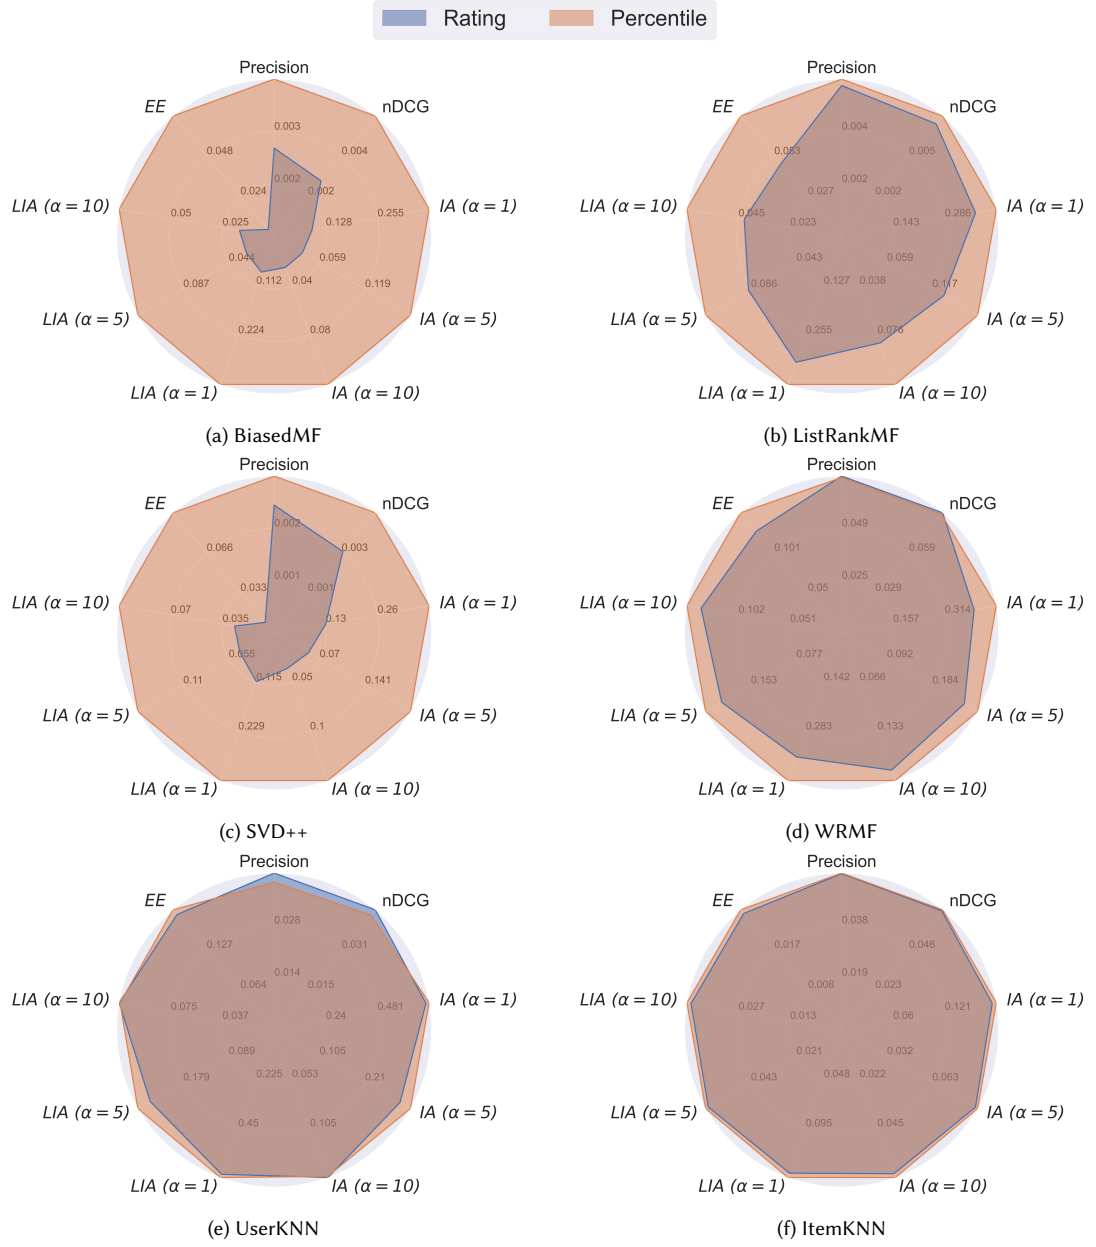 Rating Percentile
Precision
nDCG
IA (α = 1)
IA (α = 5)
IA (α = 10)
LIA (α = 1)
LIA (α = 5)
LIA (α = 10)
EE
0.003
0.002
0.004
0.002
0.255
0.128
0.119
0.059
0.08
0.04
0.224
0.112
0.087
0.044
0.05
0.025
0.048
0.024
(a) BiasedMF
Precision
nDCG
IA (α = 1)
IA (α = 5)
IA (α = 10)
LIA (α = 1)
LIA (α = 5)
LIA (α = 10)
EE
0.004
0.002
0.005
0.002
0.286
0.143
0.117
0.059
0.076
0.038
0.255
0.127
0.086
0.043
0.045
0.023
0.053
0.027
(b) ListRankMF
Precision
nDCG
IA (α = 1)
IA (α = 5)
IA (α = 10)
LIA (α = 1)
LIA (α = 5)
LIA (α = 10)
EE
0.002
0.001
0.003
0.001
0.26
0.13
0.141
0.07
0.1
0.05
0.229
0.115
0.11
0.055
0.07
0.035
0.066
0.033
(c) SVD++
Precision
nDCG
IA (α = 1)
IA (α = 5)
IA (α = 10)
LIA (α = 1)
LIA (α = 5)
LIA (α = 10)
EE
0.049
0.025
0.059
0.029
0.314
0.157
0.184
0.092
0.133
0.066
0.283
0.142
0.153
0.077
0.102
0.051
0.101
0.05
(d) WRMF
Precision
nDCG
IA (α = 1)
IA (α = 5)
IA (α = 10)
LIA (α = 1)
LIA (α = 5)
LIA (α = 10)
EE
0.028
0.014
0.031
0.015
0.481
0.24
0.21
0.105
0.105
0.053
0.45
0.225
0.179
0.089
0.075
0.037
0.127
0.064
(e) UserKNN
Precision
nDCG
IA (α = 1)
IA (α = 5)
IA (α = 10)
LIA (α = 1)
LIA (α = 5)
LIA (α = 10)
EE
0.038
0.019
0.046
0.023
0.121
0.06
0.063
0.032
0.045
0.022
0.095
0.048
0.043
0.021
0.027
0.013
0.017
0.008
(f) ItemKNN